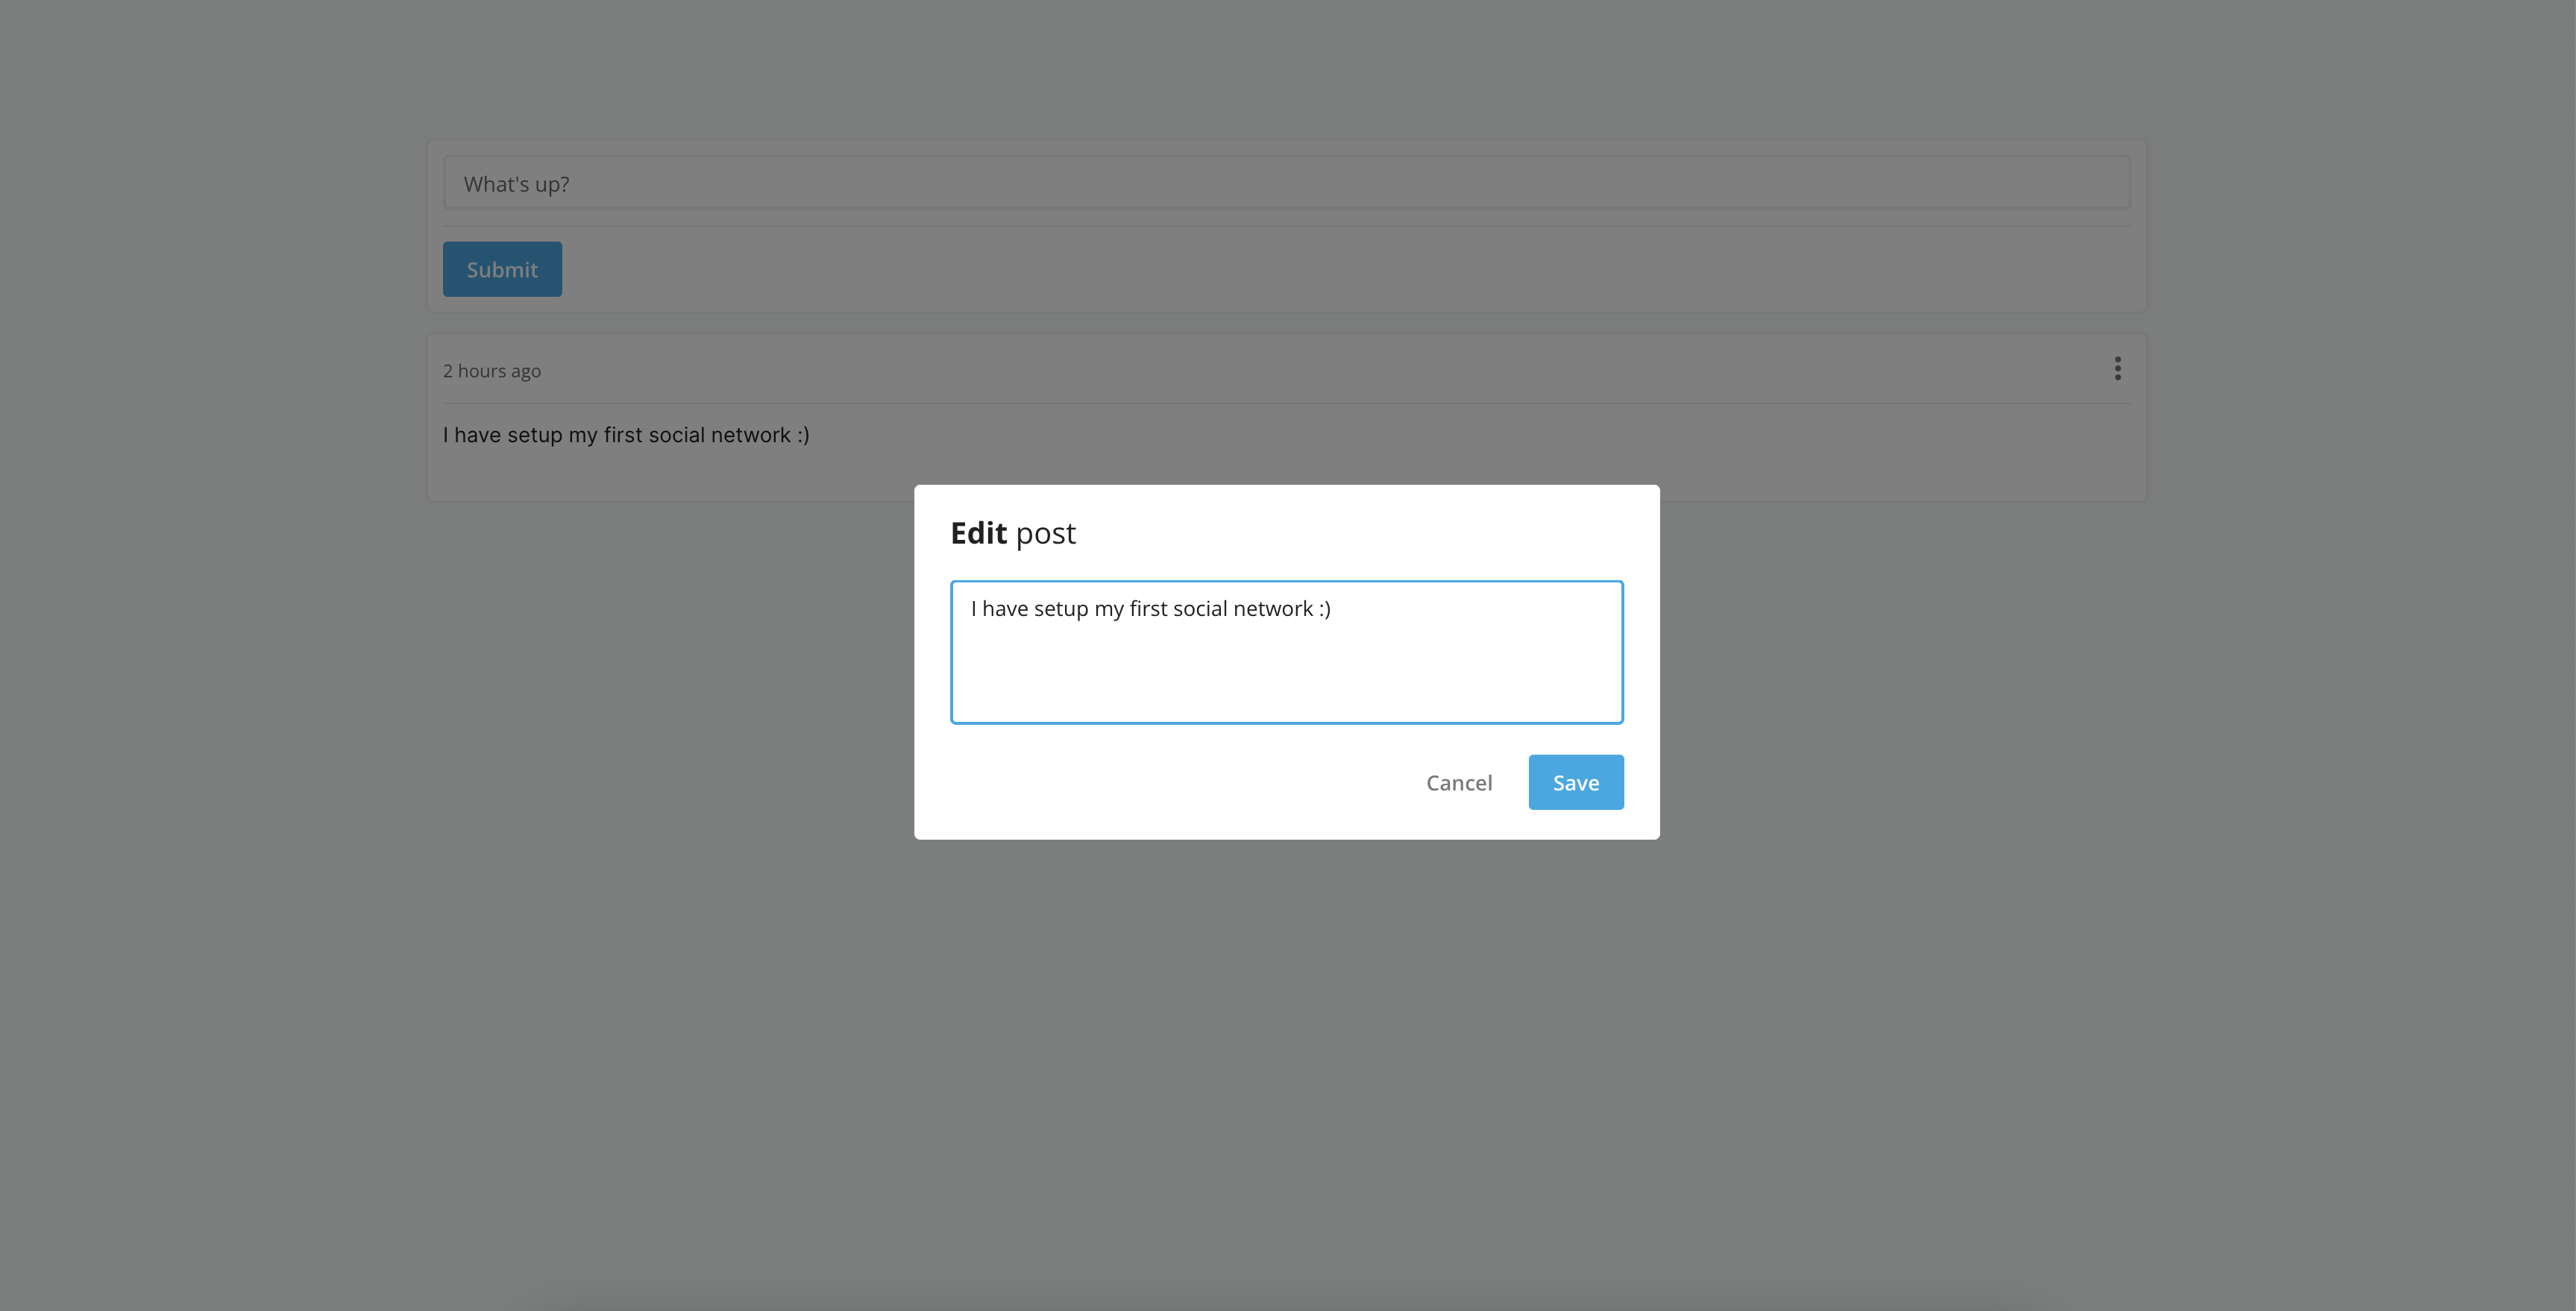 What's up?
Submit
2 hours ago
I have setup my first social network :)
Edit post
I have setup my first social network :)
Cancel
Save